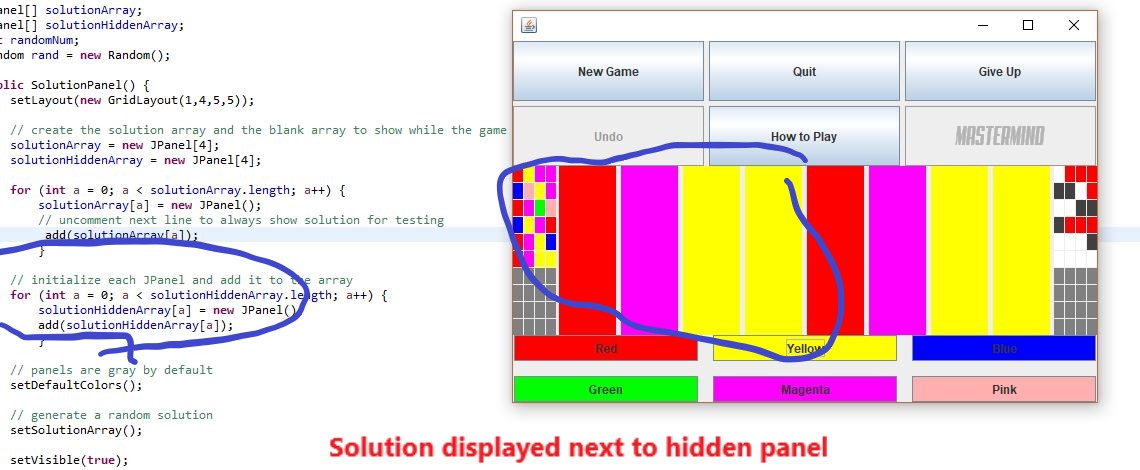 anel[] solutionArray;
anel[] solutionHiddenArray;
t randomNum;
ndom rand = new Random();
blic SolutionPanel() {
setLayout(new GridLayout(1,4,5,5));
// create the solution array and the blank array to show while the game
solutionArray = new JPanel[4];
solutionHiddenArray = new JPanel[4];
for (int a = 0; a < solutionArray.length; a++) {
solutionArray[a] = new JPanel();
// uncomment next line to always show solution for testing
add(solutionArray[a]);
}
// initialize each JPanel and add it to the array
for (int a = 0; a < solutionHiddenArray.length; a++) {
solutionHiddenArray[a] = new JPanel()
add(solutionHiddenArray[a]);
}
// panels are gray by default
setDefaultColors();
// generate a random solution
setSolutionArray();
setVisible(true);
New Game Quit Give Up
Undo How to Play MASTERMIND
Red Yellow Blue
Green Magenta Pink
Solution displayed next to hidden panel